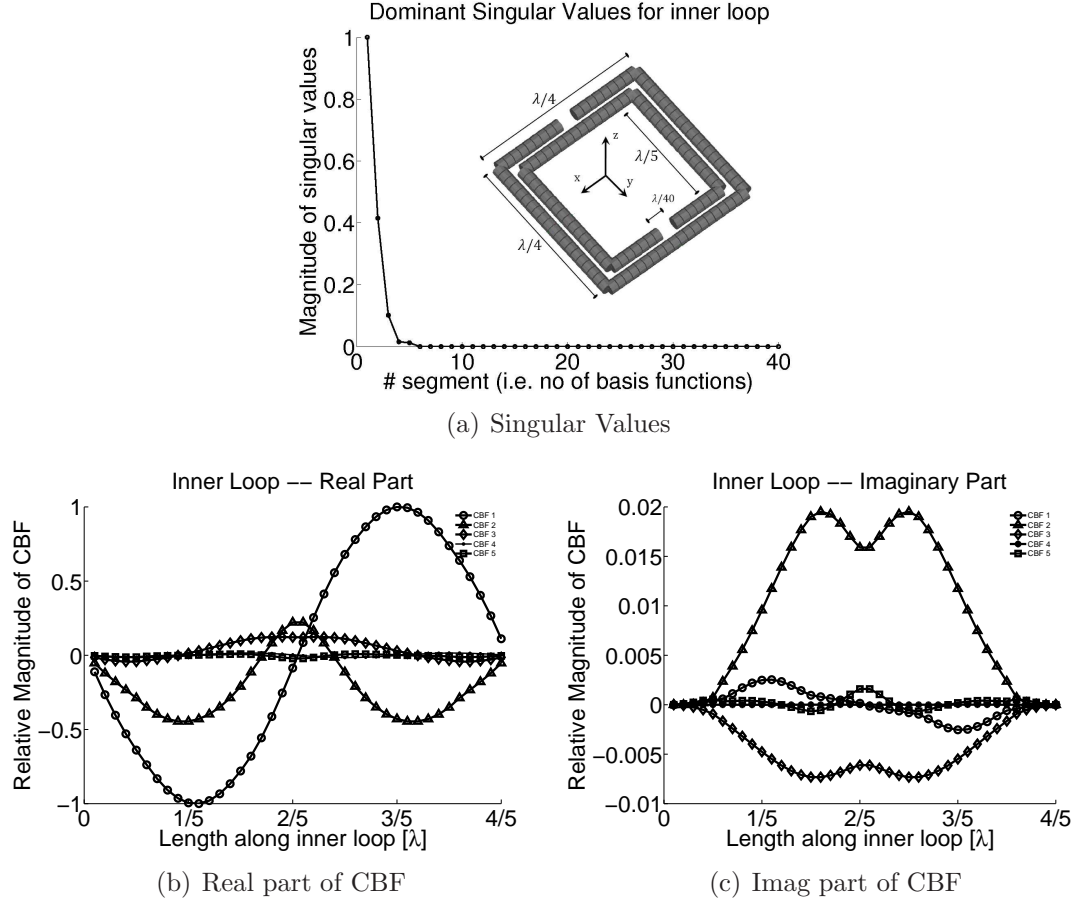 Dominant Singular Values for inner loop
Magnitude of singular values
1
0.8
0.6
0.4
0.2
0
0 10 20 30 40
# segment (i.e. no of basis functions)
λ/4
λ/5
λ/40
λ/4
z
x
y
(a) Singular Values
Inner Loop −− Real Part
Relative Magnitude of CBF
1
0.5
0
−0.5
−1
CBF 1
CBF 2
CBF 3
CBF 4
CBF 5
0 1/5 2/5 3/5 4/5
Length along inner loop [λ]
(b) Real part of CBF
Inner Loop −− Imaginary Part
Relative Magnitude of CBF
0.02
0.015
0.01
0.005
0
−0.005
−0.01
CBF 1
CBF 2
CBF 3
CBF 4
CBF 5
0 1/5 2/5 3/5 4/5
Length along inner loop [λ]
(c) Imag part of CBF